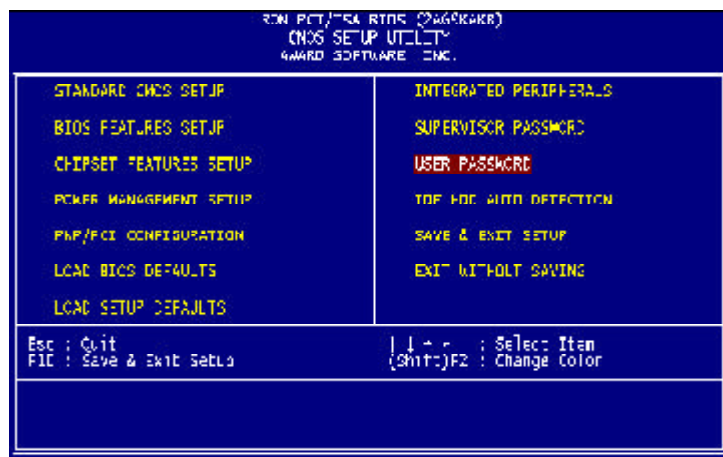 CMOS SETUP UTILITY
AWARD SOFTWARE INC.
STANDARD CMOS SETUP
BIOS FEATURES SETUP
CHIPSET FEATURES SETUP
POWER MANAGEMENT SETUP
PNP/PCI CONFIGURATION
LOAD BIOS DEFAULTS
LOAD SETUP DEFAULTS
INTEGRATED PERIPHERALS
SUPERVISOR PASSWORD
USER PASSWORD
IDE HDD AUTO DETECTION
SAVE & EXIT SETUP
EXIT WITHOUT SAVING
Esc : Quit
F10 : Save & Exit Setup
: Select Item
(Shift)F2 : Change Color